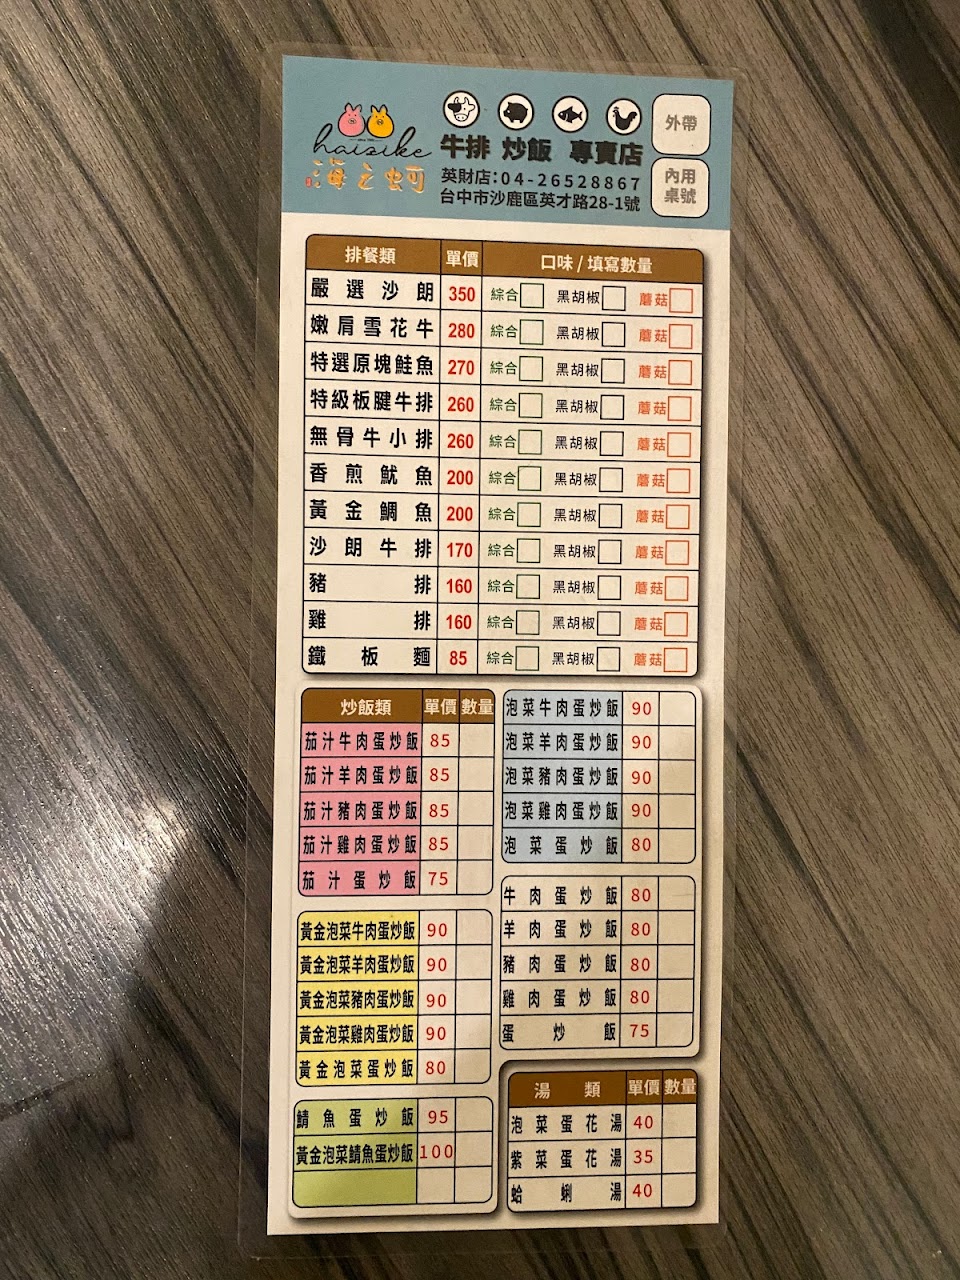 haizike
海之蚵
牛排 炒飯 專賣店
英財店:04-26528867
台中市沙鹿區英才路28-1號
外帶
內用
桌號
排餐類 單價 口味 / 填寫數量
嚴選沙朗 350 綜合 黑胡椒 蘑菇
嫩肩雪花牛 280 綜合 黑胡椒 蘑菇
特選原塊鮭魚 270 綜合 黑胡椒 蘑菇
特級板腱牛排 260 綜合 黑胡椒 蘑菇
無骨牛小排 260 綜合 黑胡椒 蘑菇
香煎魷魚 200 綜合 黑胡椒 蘑菇
黃金鯛魚 200 綜合 黑胡椒 蘑菇
沙朗牛排 170 綜合 黑胡椒 蘑菇
豬排 160 綜合 黑胡椒 蘑菇
雞排 160 綜合 黑胡椒 蘑菇
鐵板麵 85 綜合 黑胡椒 蘑菇
炒飯類 單價 數量
茄汁牛肉蛋炒飯 85
茄汁羊肉蛋炒飯 85
茄汁豬肉蛋炒飯 85
茄汁雞肉蛋炒飯 85
茄汁蛋炒飯 75
黃金泡菜牛肉蛋炒飯 90
黃金泡菜羊肉蛋炒飯 90
黃金泡菜豬肉蛋炒飯 90
黃金泡菜雞肉蛋炒飯 90
黃金泡菜蛋炒飯 80
鯖魚蛋炒飯 95
黃金泡菜鯖魚蛋炒飯 100
泡菜牛肉蛋炒飯 90
泡菜羊肉蛋炒飯 90
泡菜豬肉蛋炒飯 90
泡菜雞肉蛋炒飯 90
泡菜蛋炒飯 80
牛肉蛋炒飯 80
羊肉蛋炒飯 80
豬肉蛋炒飯 80
雞肉蛋炒飯 80
蛋炒飯 75
湯類 單價 數量
泡菜蛋花湯 40
紫菜蛋花湯 35
蛤蜊湯 40